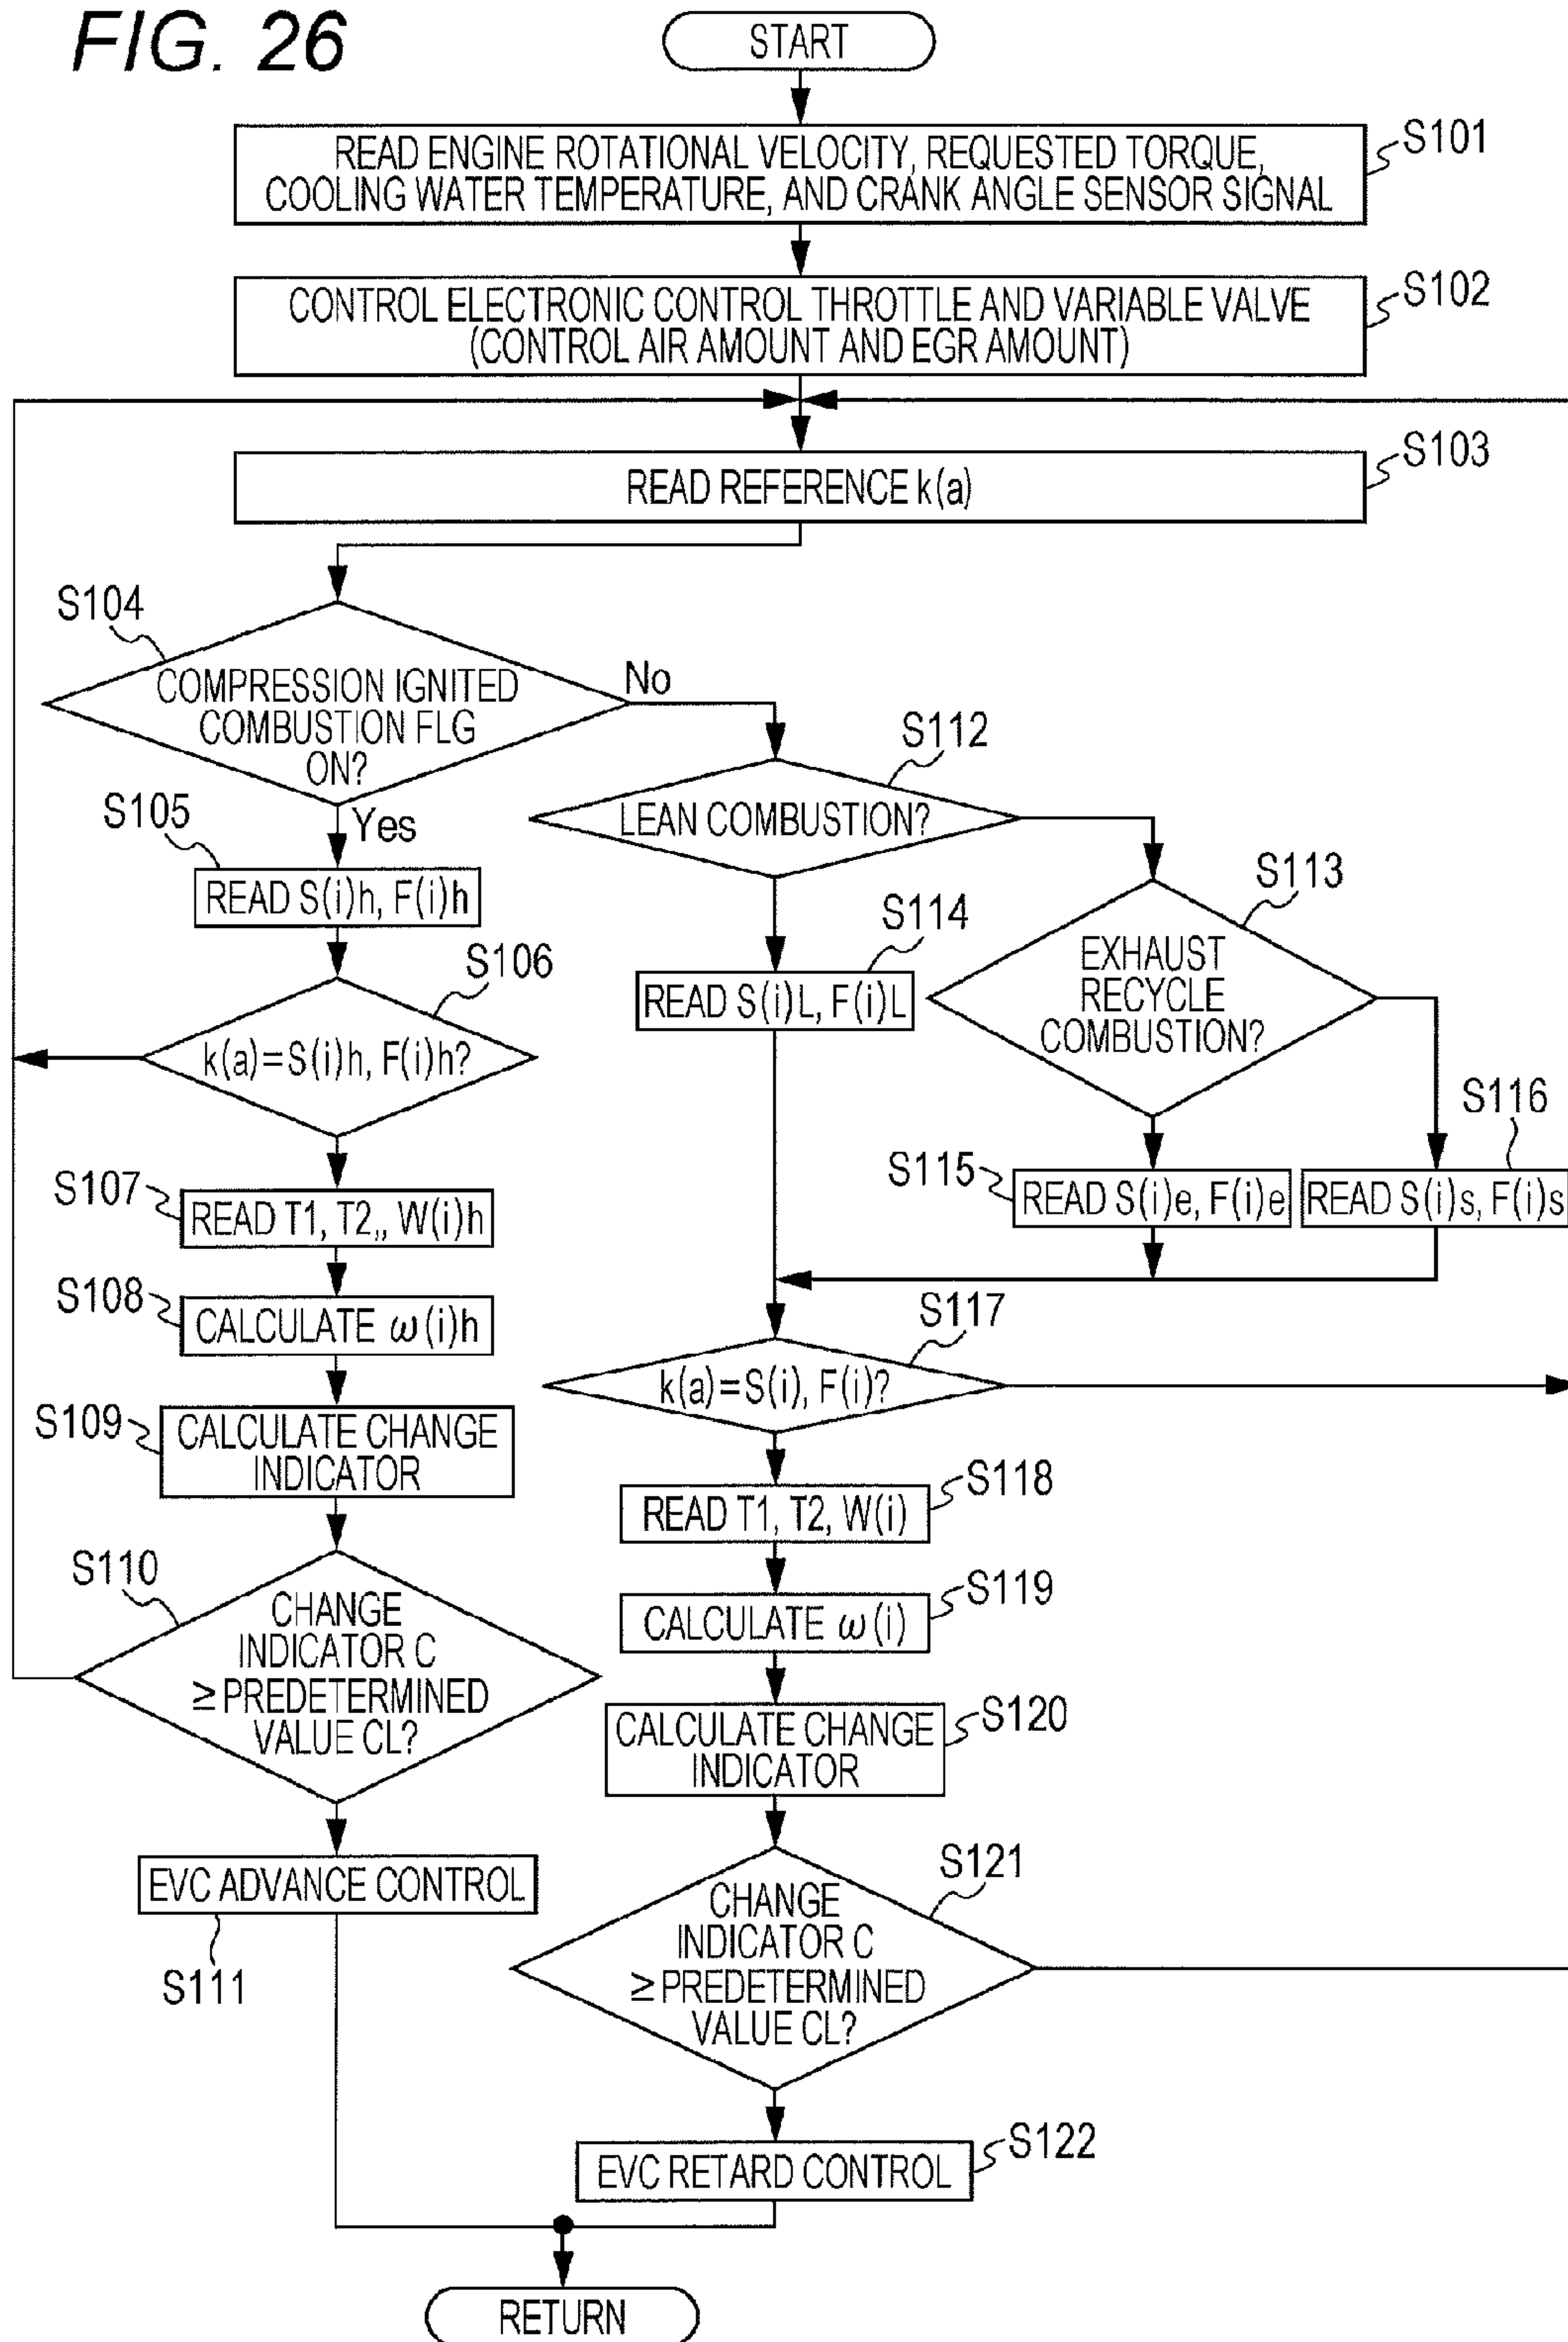 FIG. 26
START
READ ENGINE ROTATIONAL VELOCITY, REQUESTED TORQUE,
COOLING WATER TEMPERATURE, AND CRANK ANGLE SENSOR SIGNAL
S101
CONTROL ELECTRONIC CONTROL THROTTLE AND VARIABLE VALVE
(CONTROL AIR AMOUNT AND EGR AMOUNT)
S102
READ REFERENCE k(a)
S103
S104
COMPRESSION IGNITED
COMBUSTION FLG
ON?
No
Yes
S105
READ S(i)h, F(i)h
S106
k(a)=S(i)h, F(i)h?
S107
READ T1, T2,, W(i)h
S108
CALCULATE ω(i)h
S109
CALCULATE CHANGE
INDICATOR
S110
CHANGE
INDICATOR C
≥PREDETERMINED
VALUE CL?
EVC ADVANCE CONTROL
S111
S112
LEAN COMBUSTION?
S113
EXHAUST
RECYCLE
COMBUSTION?
S114
READ S(i)L, F(i)L
S115
READ S(i)e, F(i)e
S116
READ S(i)s, F(i)s
S117
k(a)=S(i), F(i)?
S118
READ T1, T2, W(i)
S119
CALCULATE ω(i)
S120
CALCULATE CHANGE
INDICATOR
S121
CHANGE
INDICATOR C
≥PREDETERMINED
VALUE CL?
S122
EVC RETARD CONTROL
RETURN